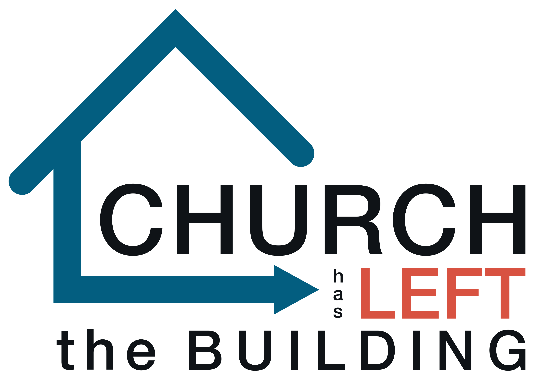 CHURCH
has LEFT
the BUILDING